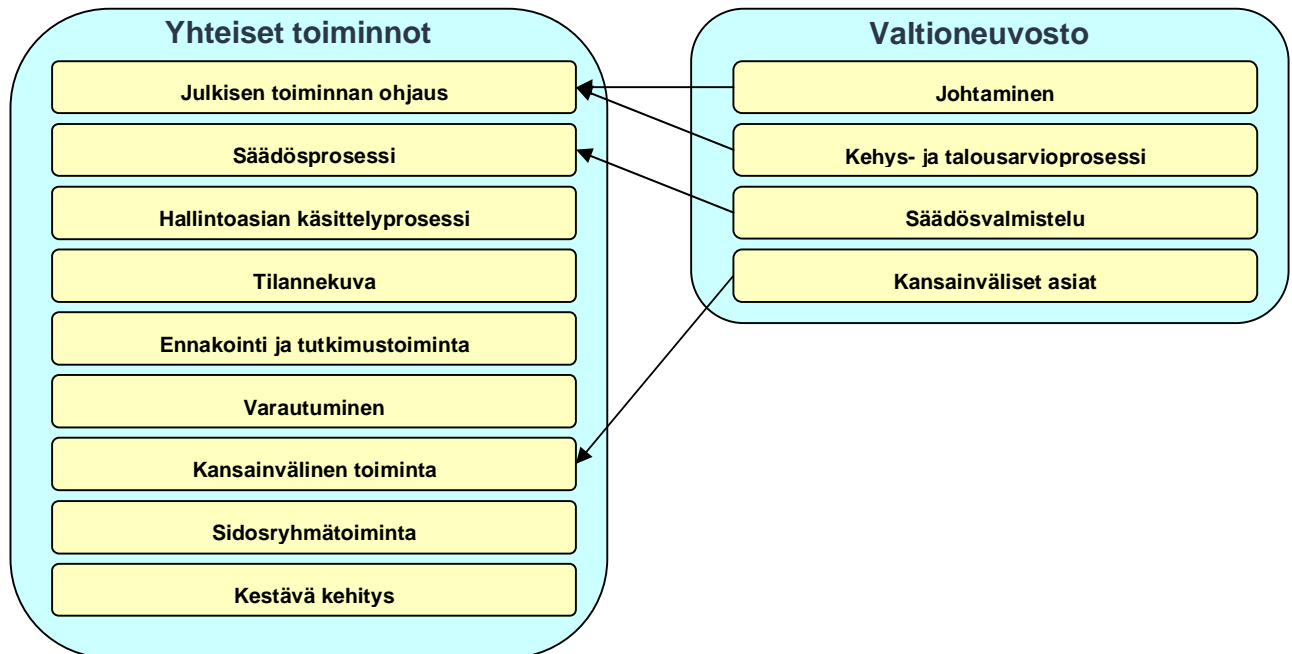 Yhteiset toiminnot
Julkisen toiminnan ohjaus
Säädösprosessi
Hallintoasian käsittelyprosessi
Tilannekuva
Ennakointi ja tutkimustoiminta
Varautuminen
Kansainvälinen toiminta
Sidosryhmätoiminta
Kestävä kehitys
Valtioneuvosto
Johtaminen
Kehys- ja talousarvioprosessi
Säädösvalmistelu
Kansainväliset asiat